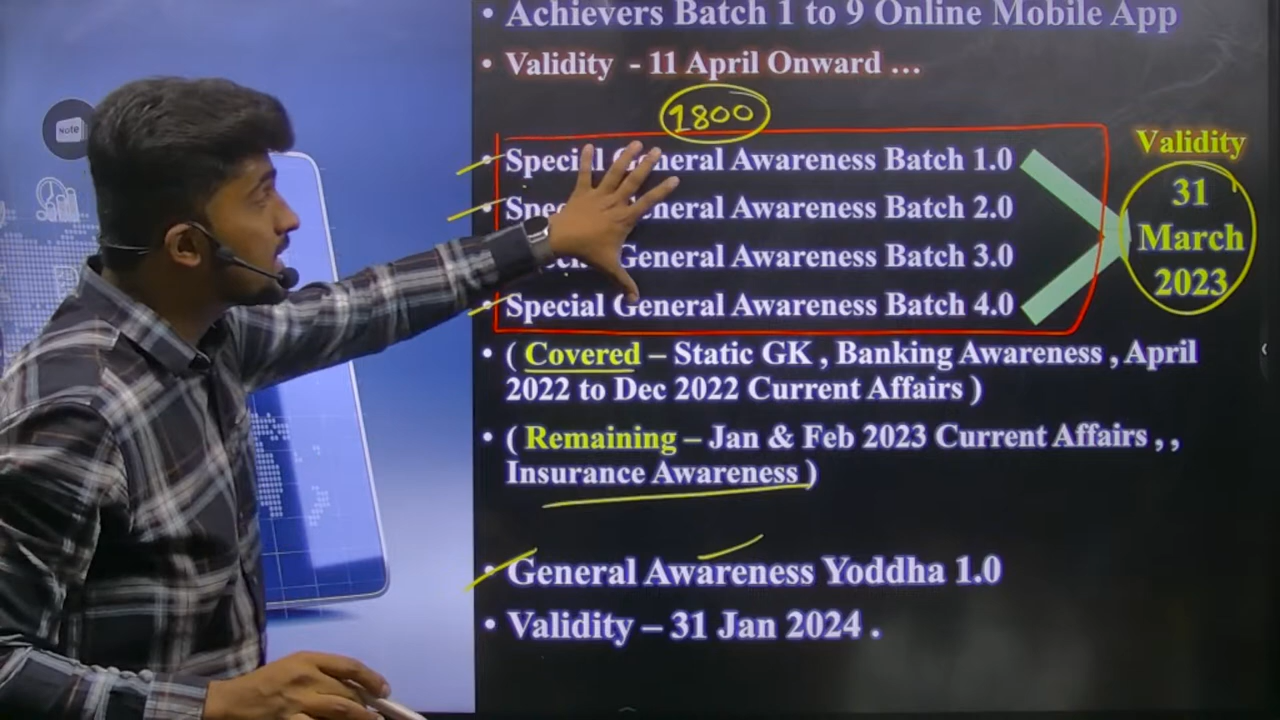 • Achievers Batch 1 to 9 Online Mobile App
• Validity - 11 April Onward ...
1800
Note
• Special General Awareness Batch 1.0
Validity
• General Awareness Batch 2.0
31
March
2023
General Awareness Batch 3.0
• Special General Awareness Batch 4.0
• ( Covered – Static GK , Banking Awareness , April
2022 to Dec 2022 Current Affairs )
• ( Remaining – Jan & Feb 2023 Current Affairs , ,
Insurance Awareness )
• General Awareness Yoddha 1.0
• Validity – 31 Jan 2024 .